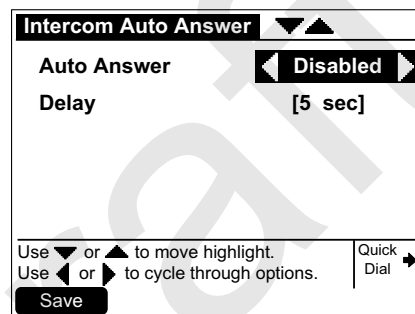 Intercom Auto Answer
Auto Answer Disabled
Delay [5 sec]
Use ▼ or ▲ to move highlight.
Use ◀ or ▶ to cycle through options.
Quick
Dial
Save